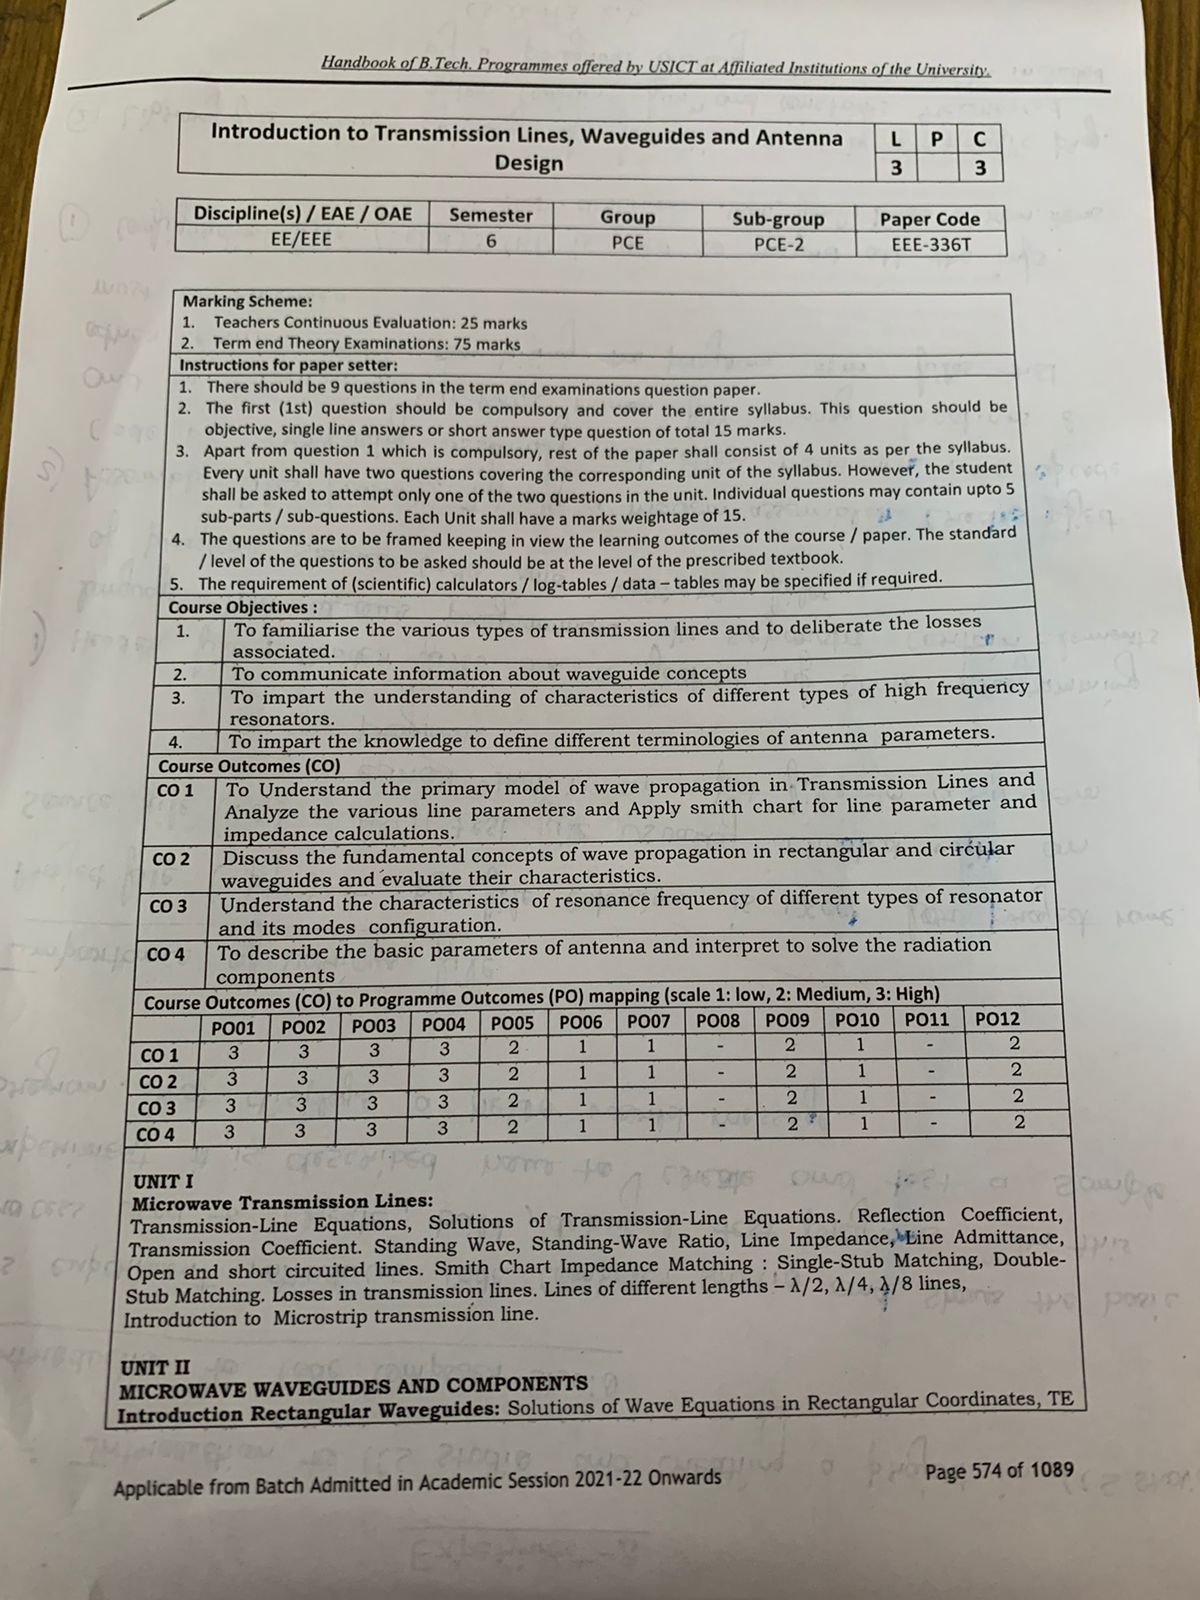 Handbook of B.Tech. Programmes offered by USICT at Affiliated Institutions of the University.
Introduction to Transmission Lines, Waveguides and Antenna Design
L P C
3 3
Discipline(s) / EAE / OAE Semester Group Sub-group Paper Code
EE/EEE 6 PCE PCE-2 EEE-336T
Marking Scheme:
1. Teachers Continuous Evaluation: 25 marks
2. Term end Theory Examinations: 75 marks
Instructions for paper setter:
1. There should be 9 questions in the term end examinations question paper.
2. The first (1st) question should be compulsory and cover the entire syllabus. This question should be
objective, single line answers or short answer type question of total 15 marks.
3. Apart from question 1 which is compulsory, rest of the paper shall consist of 4 units as per the syllabus.
Every unit shall have two questions covering the corresponding unit of the syllabus. However, the student
shall be asked to attempt only one of the two questions in the unit. Individual questions may contain upto 5
sub-parts / sub-questions. Each Unit shall have a marks weightage of 15.
4. The questions are to be framed keeping in view the learning outcomes of the course / paper. The standard
/ level of the questions to be asked should be at the level of the prescribed textbook.
5. The requirement of (scientific) calculators / log-tables / data – tables may be specified if required.
Course Objectives :
1. To familiarise the various types of transmission lines and to deliberate the losses
associated.
2. To communicate information about waveguide concepts
3. To impart the understanding of characteristics of different types of high frequency
resonators.
4. To impart the knowledge to define different terminologies of antenna parameters.
Course Outcomes (CO)
CO 1 To Understand the primary model of wave propagation in Transmission Lines and
Analyze the various line parameters and Apply smith chart for line parameter and
impedance calculations.
CO 2 Discuss the fundamental concepts of wave propagation in rectangular and circular
waveguides and evaluate their characteristics.
CO 3 Understand the characteristics of resonance frequency of different types of resonator
and its modes configuration.
CO 4 To describe the basic parameters of antenna and interpret to solve the radiation
components
Course Outcomes (CO) to Programme Outcomes (PO) mapping (scale 1: low, 2: Medium, 3: High)
PO01 PO02 PO03 PO04 PO05 PO06 PO07 PO08 PO09 PO10 PO11 PO12
CO 1 3 3 3 3 2 1 1 - 2 1 - 2
CO 2 3 3 3 3 2 1 1 - 2 1 - 2
CO 3 3 3 3 3 2 1 1 - 2 1 - 2
CO 4 3 3 3 3 2 1 1 - 2 1 - 2
UNIT I
Microwave Transmission Lines:
Transmission-Line Equations, Solutions of Transmission-Line Equations. Reflection Coefficient,
Transmission Coefficient. Standing Wave, Standing-Wave Ratio, Line Impedance, Line Admittance,
Open and short circuited lines. Smith Chart Impedance Matching : Single-Stub Matching, Double-
Stub Matching. Losses in transmission lines. Lines of different lengths – λ/2, λ/4, λ/8 lines,
Introduction to Microstrip transmission line.
UNIT II
MICROWAVE WAVEGUIDES AND COMPONENTS
Introduction Rectangular Waveguides: Solutions of Wave Equations in Rectangular Coordinates, TE
Applicable from Batch Admitted in Academic Session 2021-22 Onwards
Page 574 of 1089